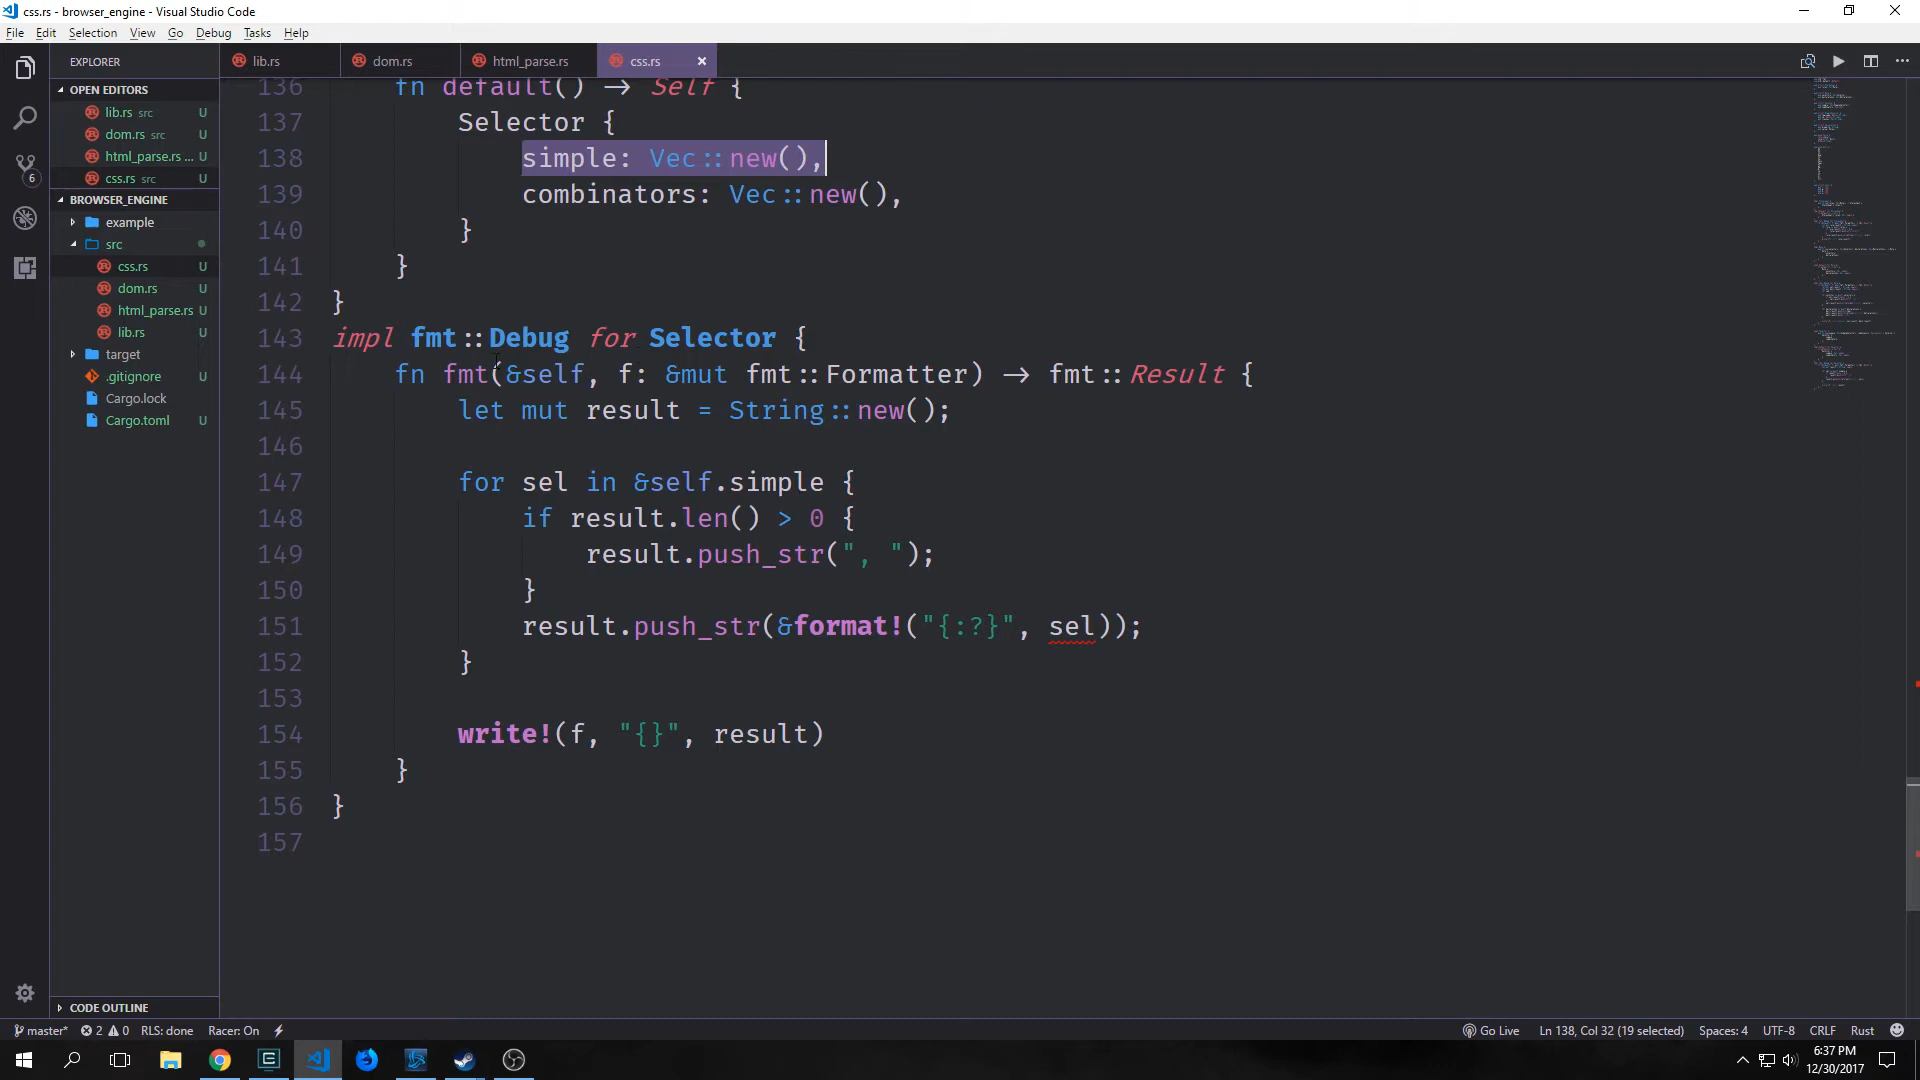 css.rs - browser_engine - Visual Studio Code
File Edit Selection View Go Debug Tasks Help
EXPLORER
OPEN EDITORS
lib.rs src U
dom.rs src U
html_parse.rs ... U
css.rs src U
BROWSER_ENGINE
example
src
css.rs U
dom.rs U
html_parse.rs U
lib.rs U
target
.gitignore U
Cargo.lock
Cargo.toml U
CODE OUTLINE
6
lib.rs dom.rs html_parse.rs css.rs
136 fn default() → Self {
137 Selector {
138 simple: Vec::new(),
139 combinators: Vec::new(),
140 }
141 }
142 }
143 impl fmt::Debug for Selector {
144 fn fmt(&self, f: &mut fmt::Formatter) → fmt::Result {
145 let mut result = String::new();
146
147 for sel in &self.simple {
148 if result.len() > 0 {
149 result.push_str(", ");
150 }
151 result.push_str(&format!("{:?}", sel));
152 }
153
154 write!(f, "{}", result)
155 }
156 }
157
master* 2 0 RLS: done Racer: On Go Live Ln 138, Col 32 (19 selected) Spaces: 4 UTF-8 CRLF Rust
6:37 PM
12/30/2017